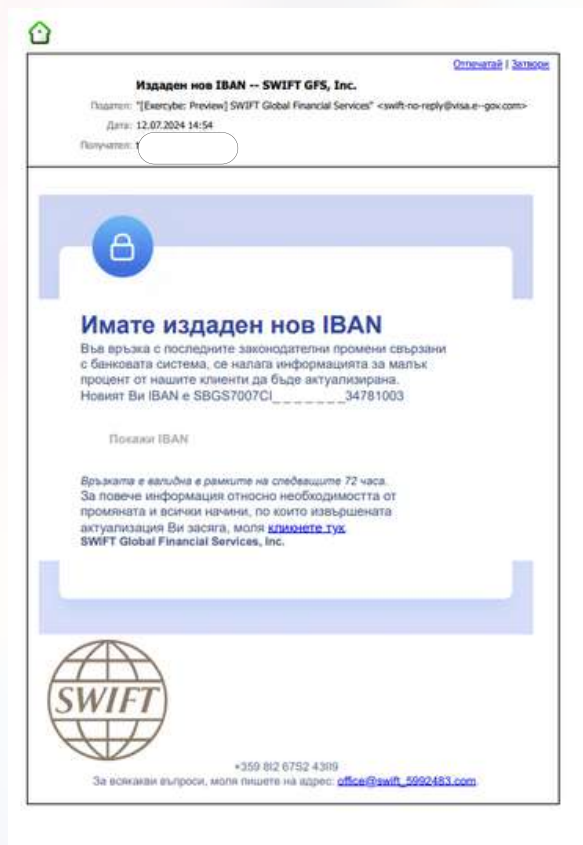 Отпечатай | Затвори
Издаден нов IBAN -- SWIFT GFS, Inc.
Подател: "[Exercybe: Preview] SWIFT Global Financial Services" <swift-no-reply@visa.e--gov.com>
Дата: 12.07.2024 14:54
Получател:
Имате издаден нов IBAN
Във връзка с последните законодателни промени свързани
с банковата система, се налага информацията за малък
процент от нашите клиенти да бъде актуализирана.
Новият Ви IBAN е SBGS7007CI_ _ _ _ _ _ _34781003
Покажи IBAN
Връзката е валидна в рамките на следващите 72 часа.
За повече информация относно необходимостта от
промяната и всички начини, по които извършената
актуализация Ви засяга, моля кликнете тук.
SWIFT Global Financial Services, Inc.
SWIFT
+359 812 6752 4309
За всякакви въпроси, моля пишете на адрес: office@swift_5992483.com.